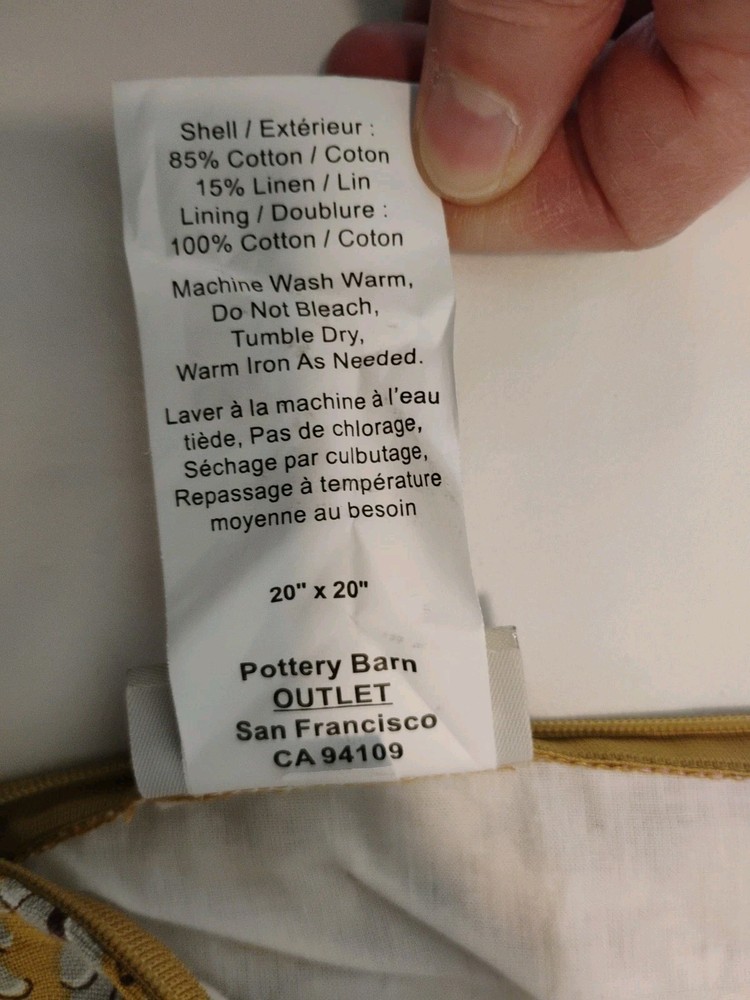 Shell / Extérieur :
85% Cotton / Coton
15% Linen / Lin
Lining / Doublure :
100% Cotton / Coton
Machine Wash Warm,
Do Not Bleach,
Tumble Dry,
Warm Iron As Needed.
Laver à la machine à l'eau
tiède, Pas de chlorage,
Séchage par culbutage,
Repassage à température
moyenne au besoin
20" x 20"
Pottery Barn
OUTLET
San Francisco
CA 94109